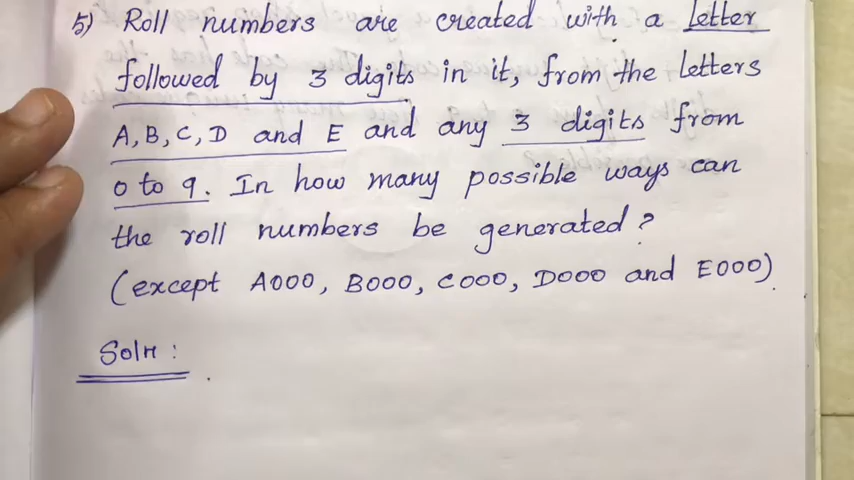 5) Roll numbers are created with a letter
followed by 3 digits in it, from the letters
A, B, C, D and E and any 3 digits from
0 to 9. In how many possible ways can
the roll numbers be generated?
(except A000, B000, C000, D000 and E000).
Soln :